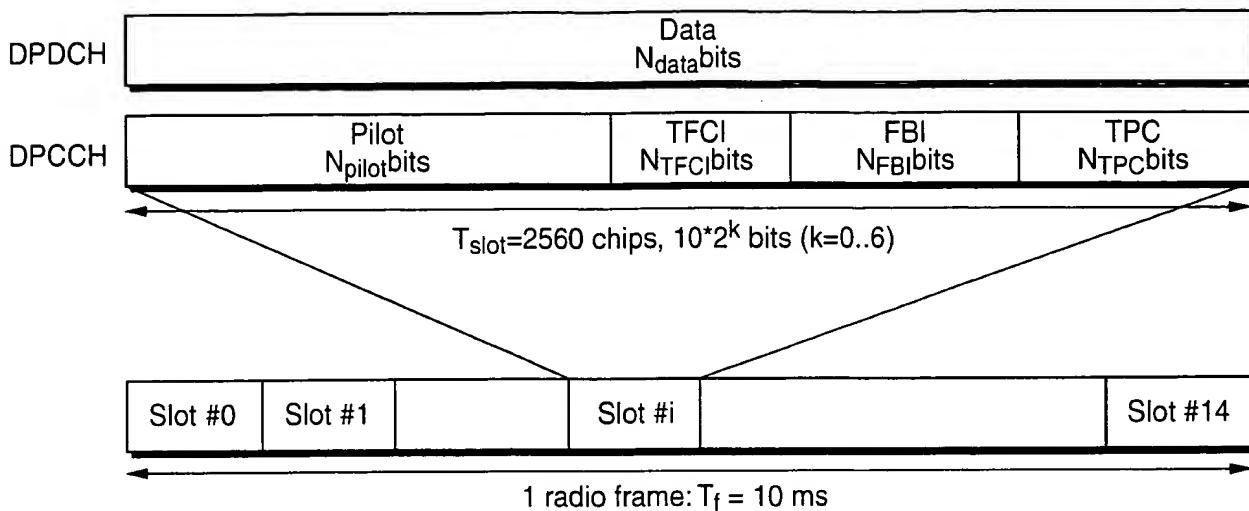 DPDCH
Data
N_data bits
DPCCH
Pilot
N_pilot bits
TFCI
N_TFCI bits
FBI
N_FBI bits
TPC
N_TPC bits
T_slot=2560 chips, 10*2^k bits (k=0..6)
Slot #0
Slot #1
Slot #i
Slot #14
1 radio frame: T_f = 10 ms